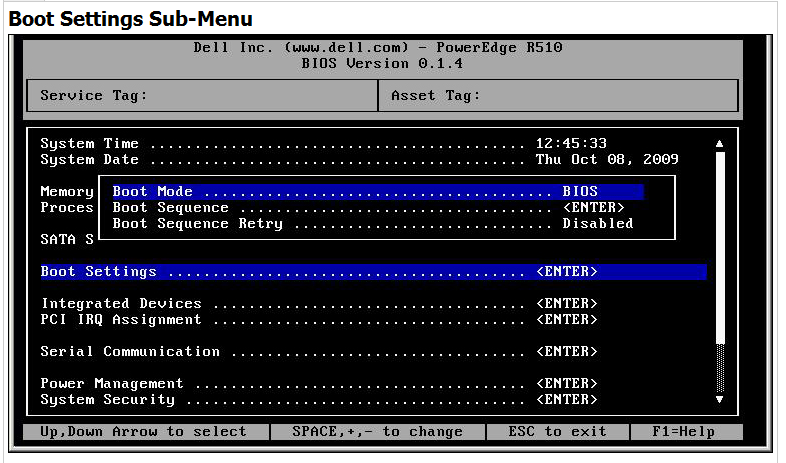 Boot Settings Sub-Menu
Dell Inc. (www.dell.com) - PowerEdge R510
BIOS Version 0.1.4
Service Tag: Asset Tag:
System Time .......................................... 12:45:33
System Date .......................................... Thu Oct 08, 2009
Memory
Boot Mode ....................................... BIOS
Proces
Boot Sequence ................................... <ENTER>
Boot Sequence Retry ............................. Disabled
SATA S
Boot Settings ........................................ <ENTER>
Integrated Devices ................................... <ENTER>
PCI IRQ Assignment ................................... <ENTER>
Serial Communication ................................. <ENTER>
Power Management ..................................... <ENTER>
System Security ...................................... <ENTER>
Up,Down Arrow to select SPACE,+,- to change ESC to exit F1=Help